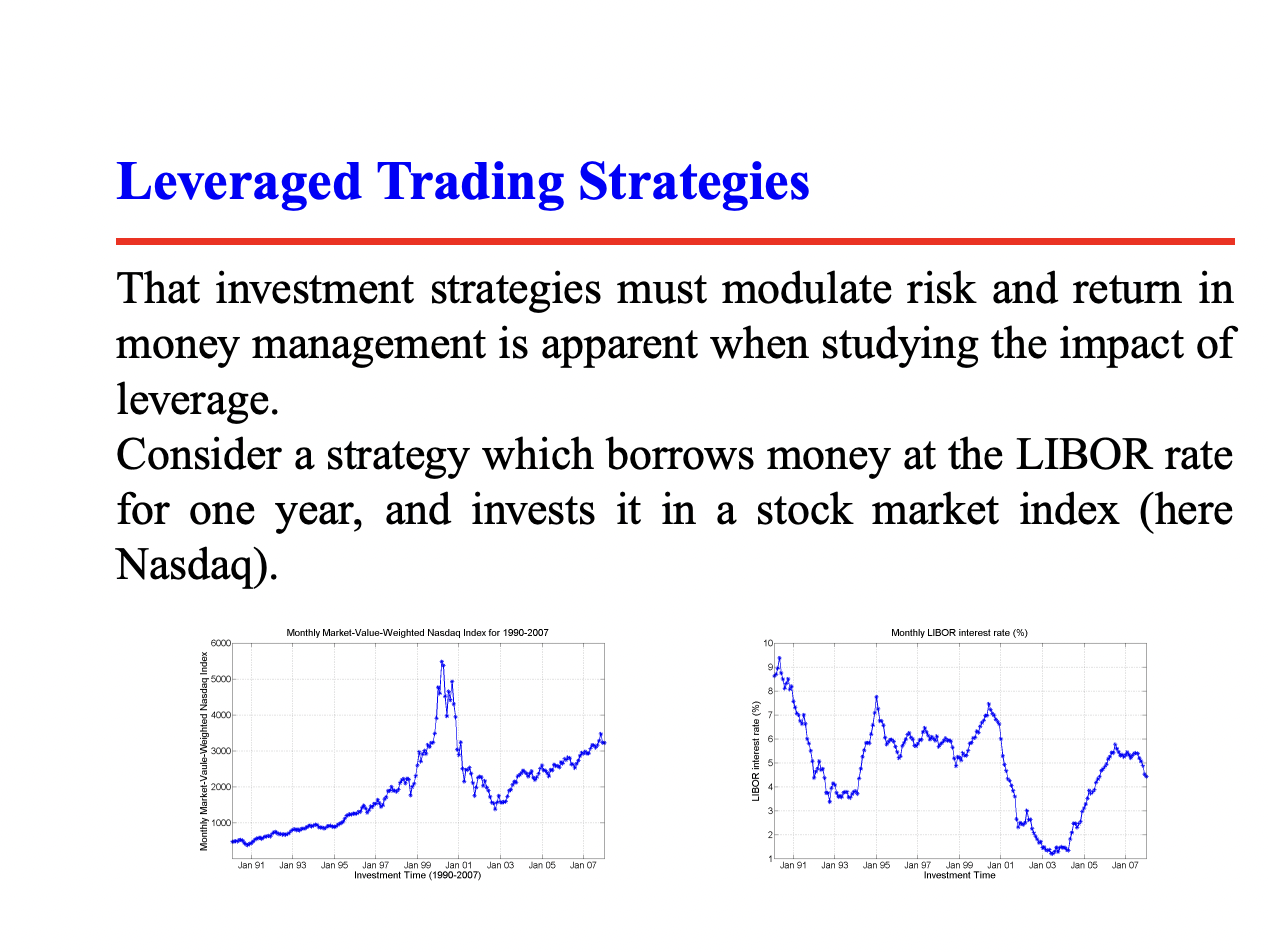 Leveraged Trading Strategies
That investment strategies must modulate risk and return in
money management is apparent when studying the impact of
leverage.
Consider a strategy which borrows money at the LIBOR rate
for one year, and invests it in a stock market index (here
Nasdaq).
Monthly Market-Value-Weighted Nasdaq Index for 1990-2007
Monthly Market-Vaule-Weighted Nasdaq Index
6000
5000
4000
3000
2000
1000
Jan 91 Jan 93 Jan 95 Jan 97 Jan 99 Jan 01 Jan 03 Jan 05 Jan 07
Investment Time (1990-2007)
Monthly LIBOR interest rate (%)
LIBOR interest rate (%)
10
9
8
7
6
5
4
3
2
1
Jan 91 Jan 93 Jan 95 Jan 97 Jan 99 Jan 01 Jan 03 Jan 05 Jan 07
Investment Time